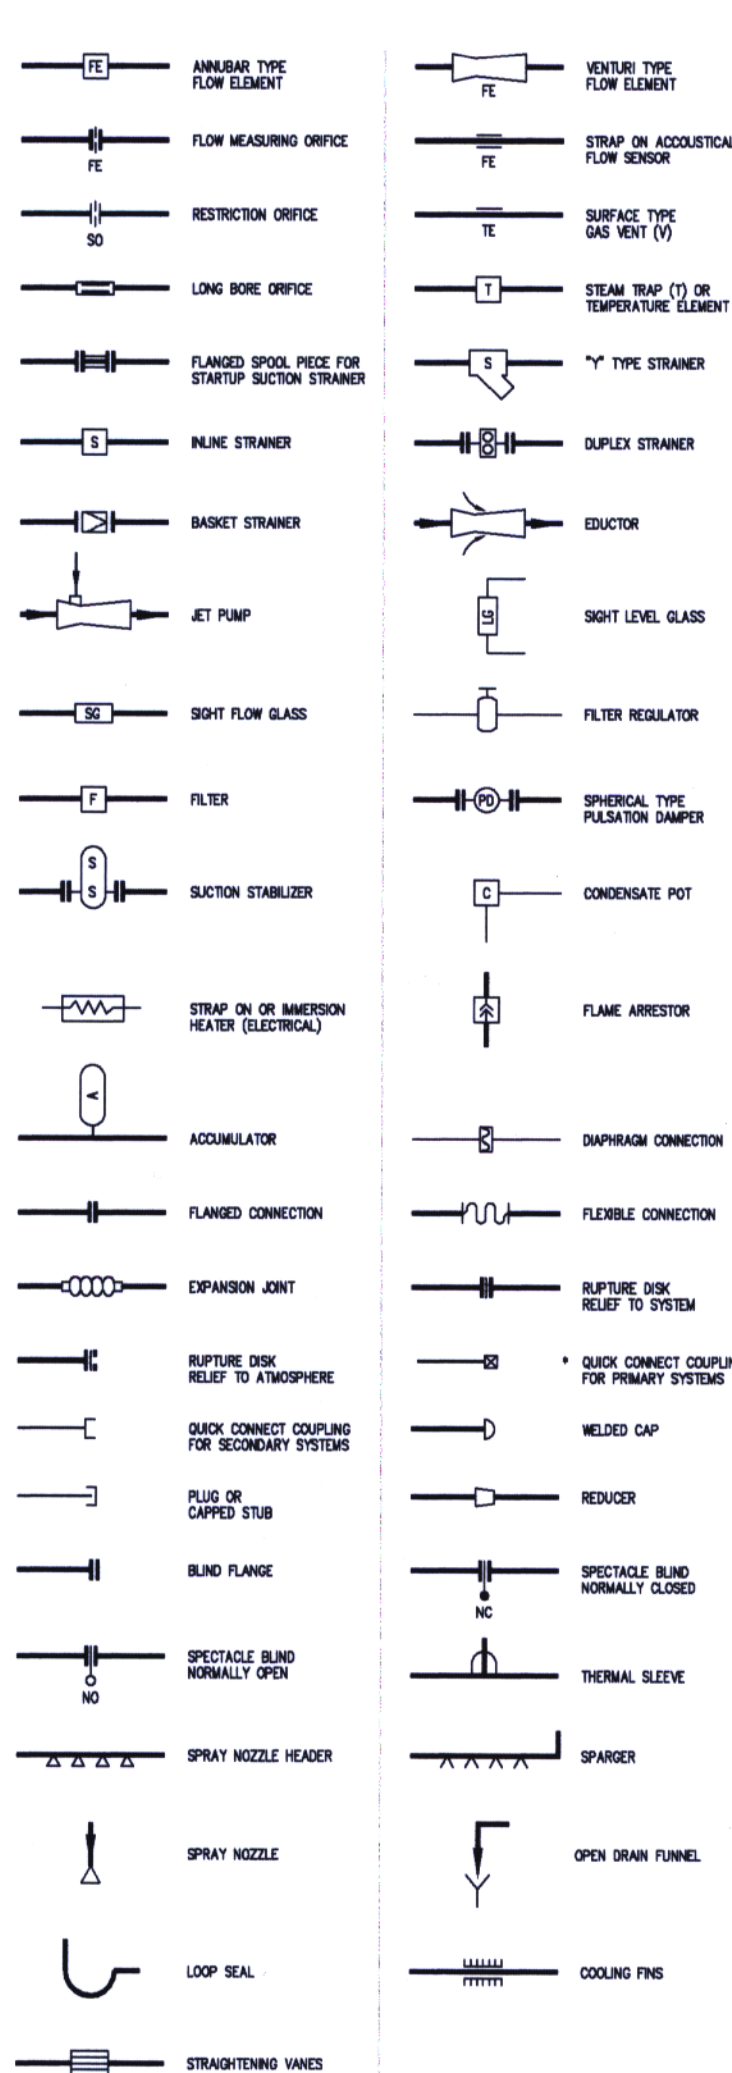 FE
ANNUBAR TYPE
FLOW ELEMENT
FE
VENTURI TYPE
FLOW ELEMENT
FE
FLOW MEASURING ORIFICE
FE
STRAP ON ACCOUSTICAL
FLOW SENSOR
SO
RESTRICTION ORIFICE
TE
SURFACE TYPE
GAS VENT (V)
LONG BORE ORIFICE
T
STEAM TRAP (T) OR
TEMPERATURE ELEMENT
FLANGED SPOOL PIECE FOR
STARTUP SUCTION STRAINER
S
"Y" TYPE STRAINER
S
INLINE STRAINER
DUPLEX STRAINER
BASKET STRAINER
EDUCTOR
JET PUMP
LG
SIGHT LEVEL GLASS
SG
SIGHT FLOW GLASS
FILTER REGULATOR
F
FILTER
PD
SPHERICAL TYPE
PULSATION DAMPER
S
S
SUCTION STABILIZER
C
CONDENSATE POT
STRAP ON OR IMMERSION
HEATER (ELECTRICAL)
FLAME ARRESTOR
A
ACCUMULATOR
DIAPHRAGM CONNECTION
FLANGED CONNECTION
FLEXIBLE CONNECTION
EXPANSION JOINT
RUPTURE DISK
RELIEF TO SYSTEM
RUPTURE DISK
RELIEF TO ATMOSPHERE
* QUICK CONNECT COUPLIN
FOR PRIMARY SYSTEMS
QUICK CONNECT COUPLING
FOR SECONDARY SYSTEMS
WELDED CAP
PLUG OR
CAPPED STUB
REDUCER
BLIND FLANGE
NC
SPECTACLE BLIND
NORMALLY CLOSED
NO
SPECTACLE BLIND
NORMALLY OPEN
THERMAL SLEEVE
SPRAY NOZZLE HEADER
SPARGER
SPRAY NOZZLE
OPEN DRAIN FUNNEL
LOOP SEAL
COOLING FINS
STRAIGHTENING VANES